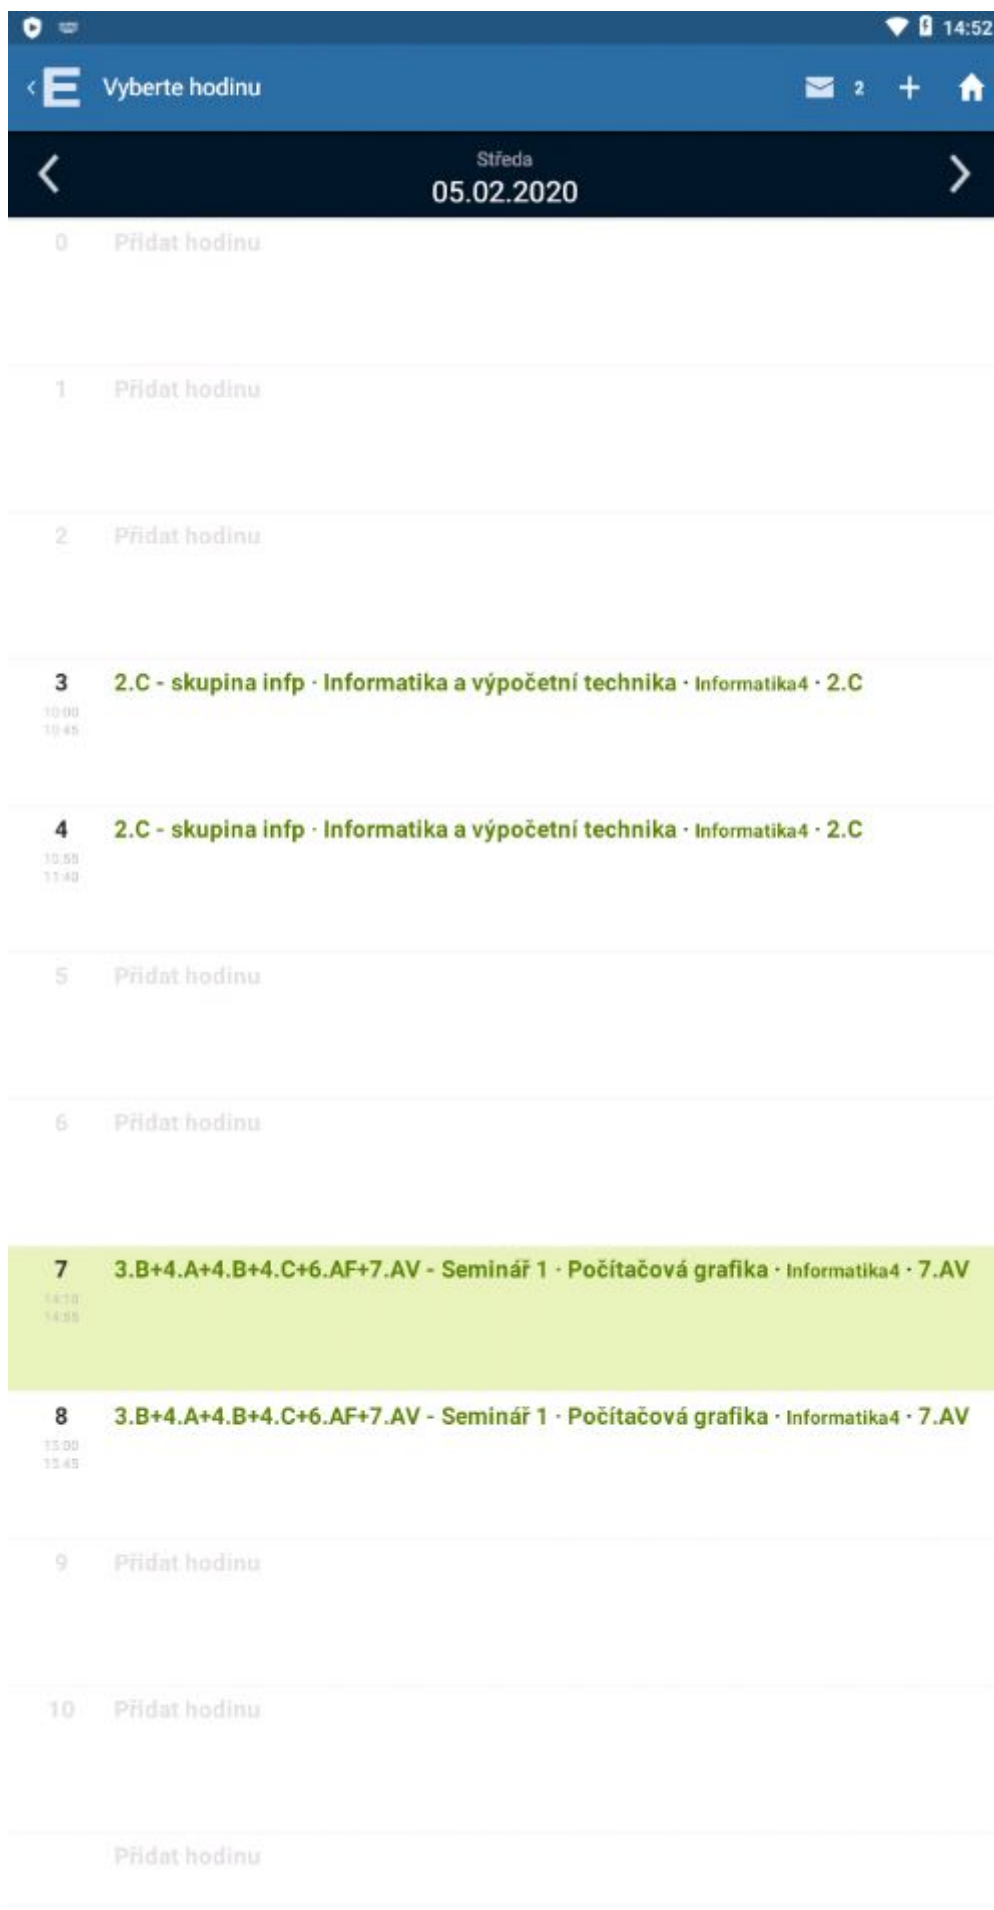 14:52
E Vyberte hodinu 2
Středa
05.02.2020
0 Přidat hodinu
1 Přidat hodinu
2 Přidat hodinu
3 2.C - skupina infp · Informatika a výpočetní technika · Informatika4 · 2.C
10:00
10:45
4 2.C - skupina infp · Informatika a výpočetní technika · Informatika4 · 2.C
10:55
11:40
5 Přidat hodinu
6 Přidat hodinu
7 3.B+4.A+4.B+4.C+6.AF+7.AV - Seminář 1 · Počítačová grafika · Informatika4 · 7.AV
14:10
14:55
8 3.B+4.A+4.B+4.C+6.AF+7.AV - Seminář 1 · Počítačová grafika · Informatika4 · 7.AV
15:00
15:45
9 Přidat hodinu
10 Přidat hodinu
Přidat hodinu